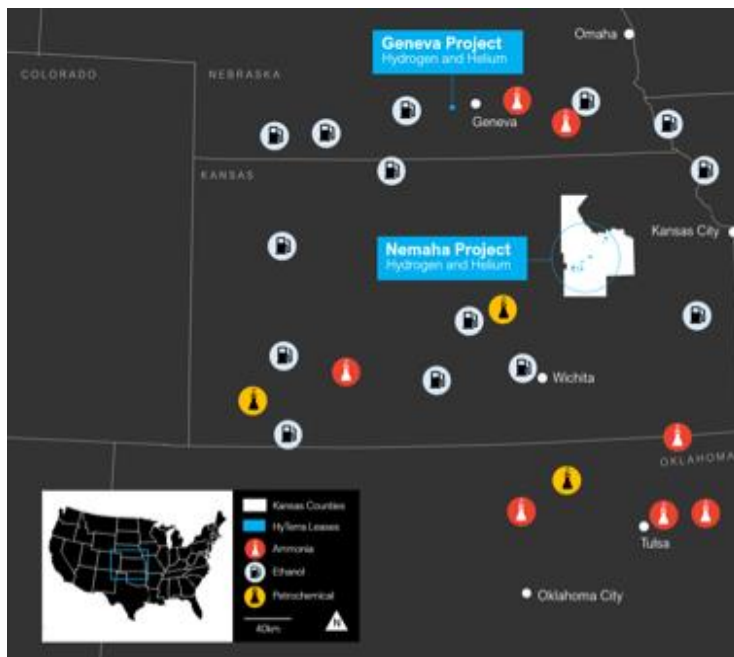 Geneva Project
Hydrogen and Helium
Omaha
COLORADO
NEBRASKA
Geneva
KANSAS
Kansas City
Nemaha Project
Hydrogen and Helium
Wichita
OKLAHOMA
Tulsa
Oklahoma City
Kansas Counties
HyTerra Leases
Ammonia
Ethanol
Petrochemical
40km
N